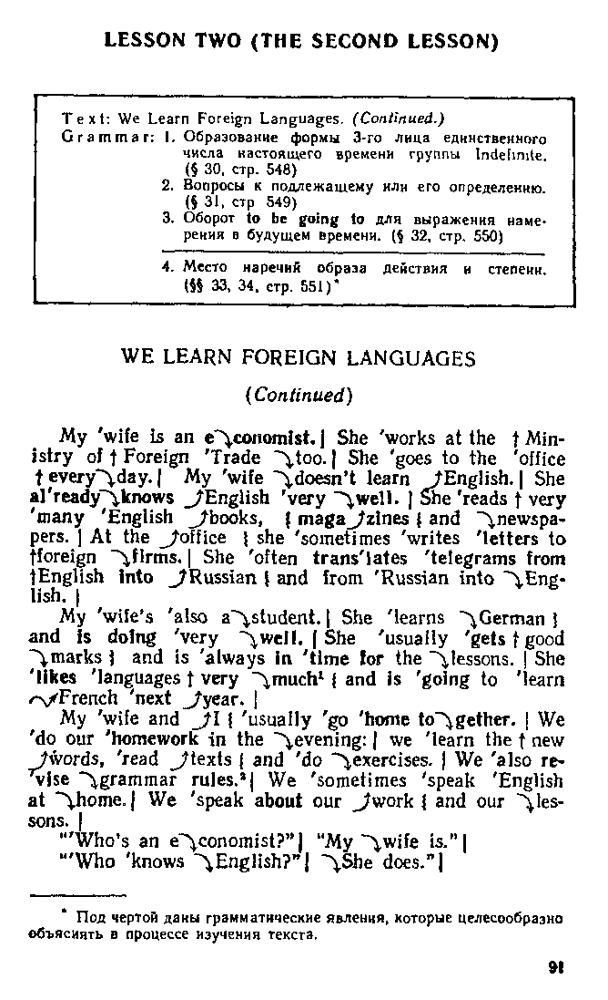 LESSON TWO (THE SECOND LESSON)
Text: We Learn Foreign Languages. (Continued.)
Grammar: 1. Образование формы 3-го лица единственного
числа настоящего времени группы Indefinite.
(§ 30, стр. 548)
2. Вопросы к подлежащему или его определению.
(§ 31, стр 549)
3. Оборот to be going to для выражения наме-
рения в будущем времени. (§ 32, стр. 550)
4. Место наречий образа действия и степени.
(§§ 33, 34, стр. 551)*
WE LEARN FOREIGN LANGUAGES
(Continued)
My ′wife is an e⤵conomist.| She ′works at the ↑Min-
istry of ↑Foreign ′Trade ⤵too.| She ′goes to the ′office
↑every⤵day.| My ′wife ⤵doesn't learn ⤴English.| She
al′ready⤵knows ⤴English ′very ⤵well. | She ′reads ↑ very
′many ′English ⤴books, ⌇ maga⤴zines ⌇ and ⤵newspa-
pers. | At the ⤴office ⌇ she ′sometimes ′writes ′letters to
↑foreign ⤵firms.| She ′often trans′lates ′telegrams from
↑English into ⤴Russian ⌇ and from ′Russian into ⤵Eng-
lish. |
My ′wife's ′also a⤵student.| She ′learns ⤵German ⌇
and is doing ′very ⤵well. | She ′usually ′gets ↑ good
⤵marks ⌇ and is ′always in ′time for the ⤵lessons. | She
′likes ′languages ↑ very ⤵much¹ ⌇ and is ′going to ′learn
⤵⤴French ′next ⤴year. |
My ′wife and ⤴I ⌇ ′usually ′go ′home to⤵gether. | We
′do our ′homework in the ⤵evening: | we ′learn the ↑ new
⤴words, ′read ⤴texts ⌇ and ′do ⤵exercises. | We ′also re-
′vise ⤵grammar rules.²| We ′sometimes ′speak ′English
at ⤵home.| We ′speak about our ⤴work ⌇ and our ⤵les-
sons. |
"′Who's an e⤵conomist?"| "My ⤵wife is."|
"′Who ′knows ⤵English?"| ⤵She does."|
* Под чертой даны грамматические явления, которые целесообразно
объяснять в процессе изучения текста.
91